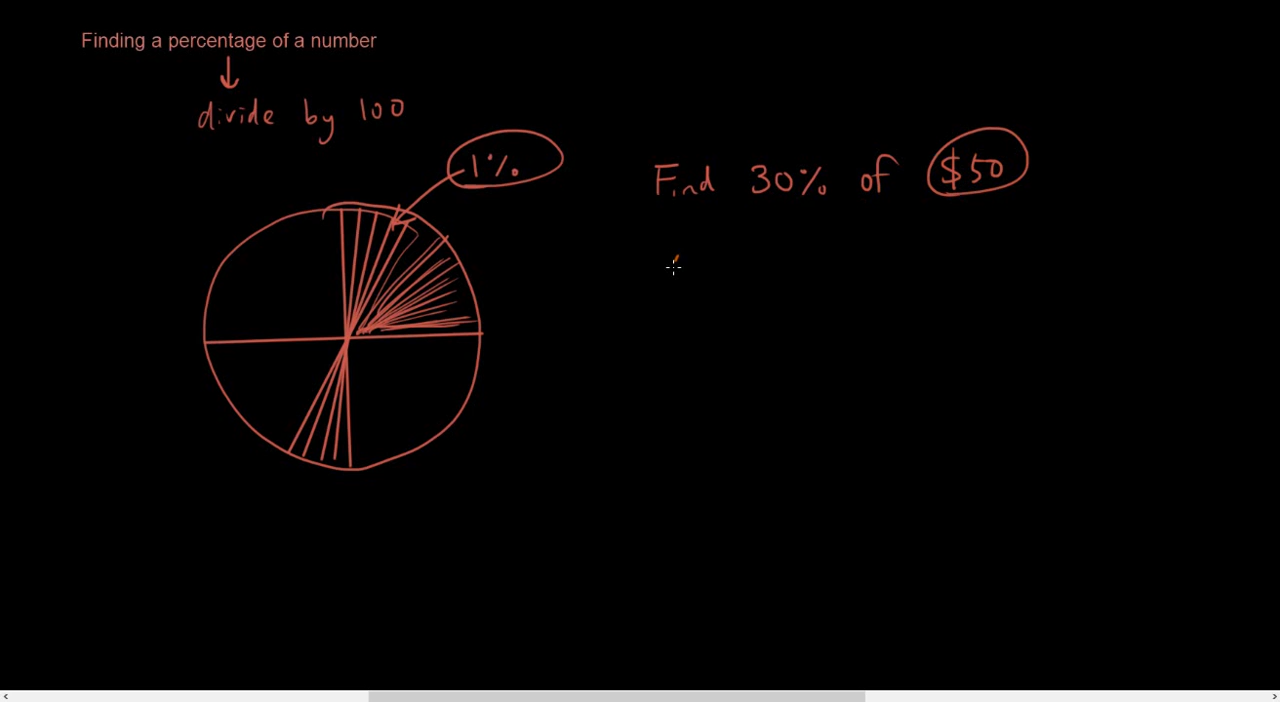 Finding a percentage of a number
divide by 100
1%
Find 30% of $50